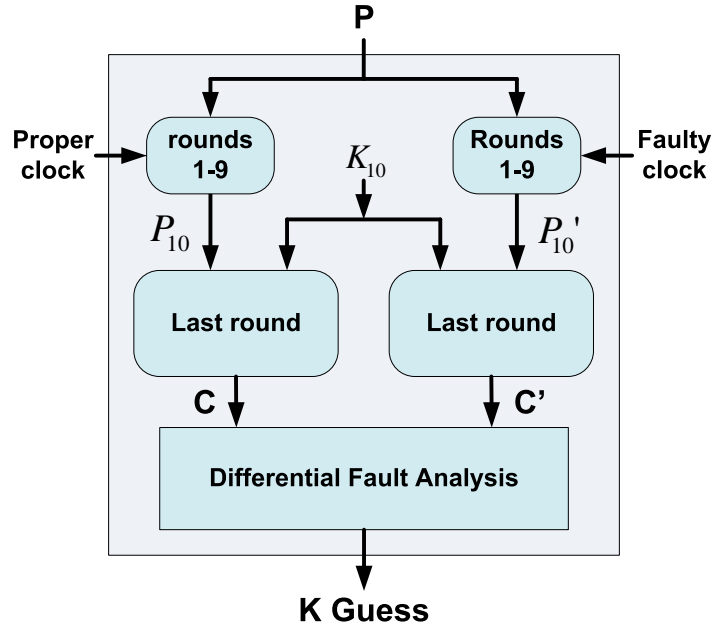 P
Proper
clock
rounds
1-9
K10
Rounds
1-9
Faulty
clock
P10
P10'
Last round
Last round
C
C’
Differential Fault Analysis
K Guess